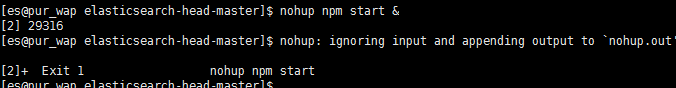 [es@pur_wap elasticsearch-head-master]$ nohup npm start &
[2] 29316
[es@pur_wap elasticsearch-head-master]$ nohup: ignoring input and appending output to `nohup.out'
[2]+  Exit 1                  nohup npm start
[es@pur_wap elasticsearch-head-master]$